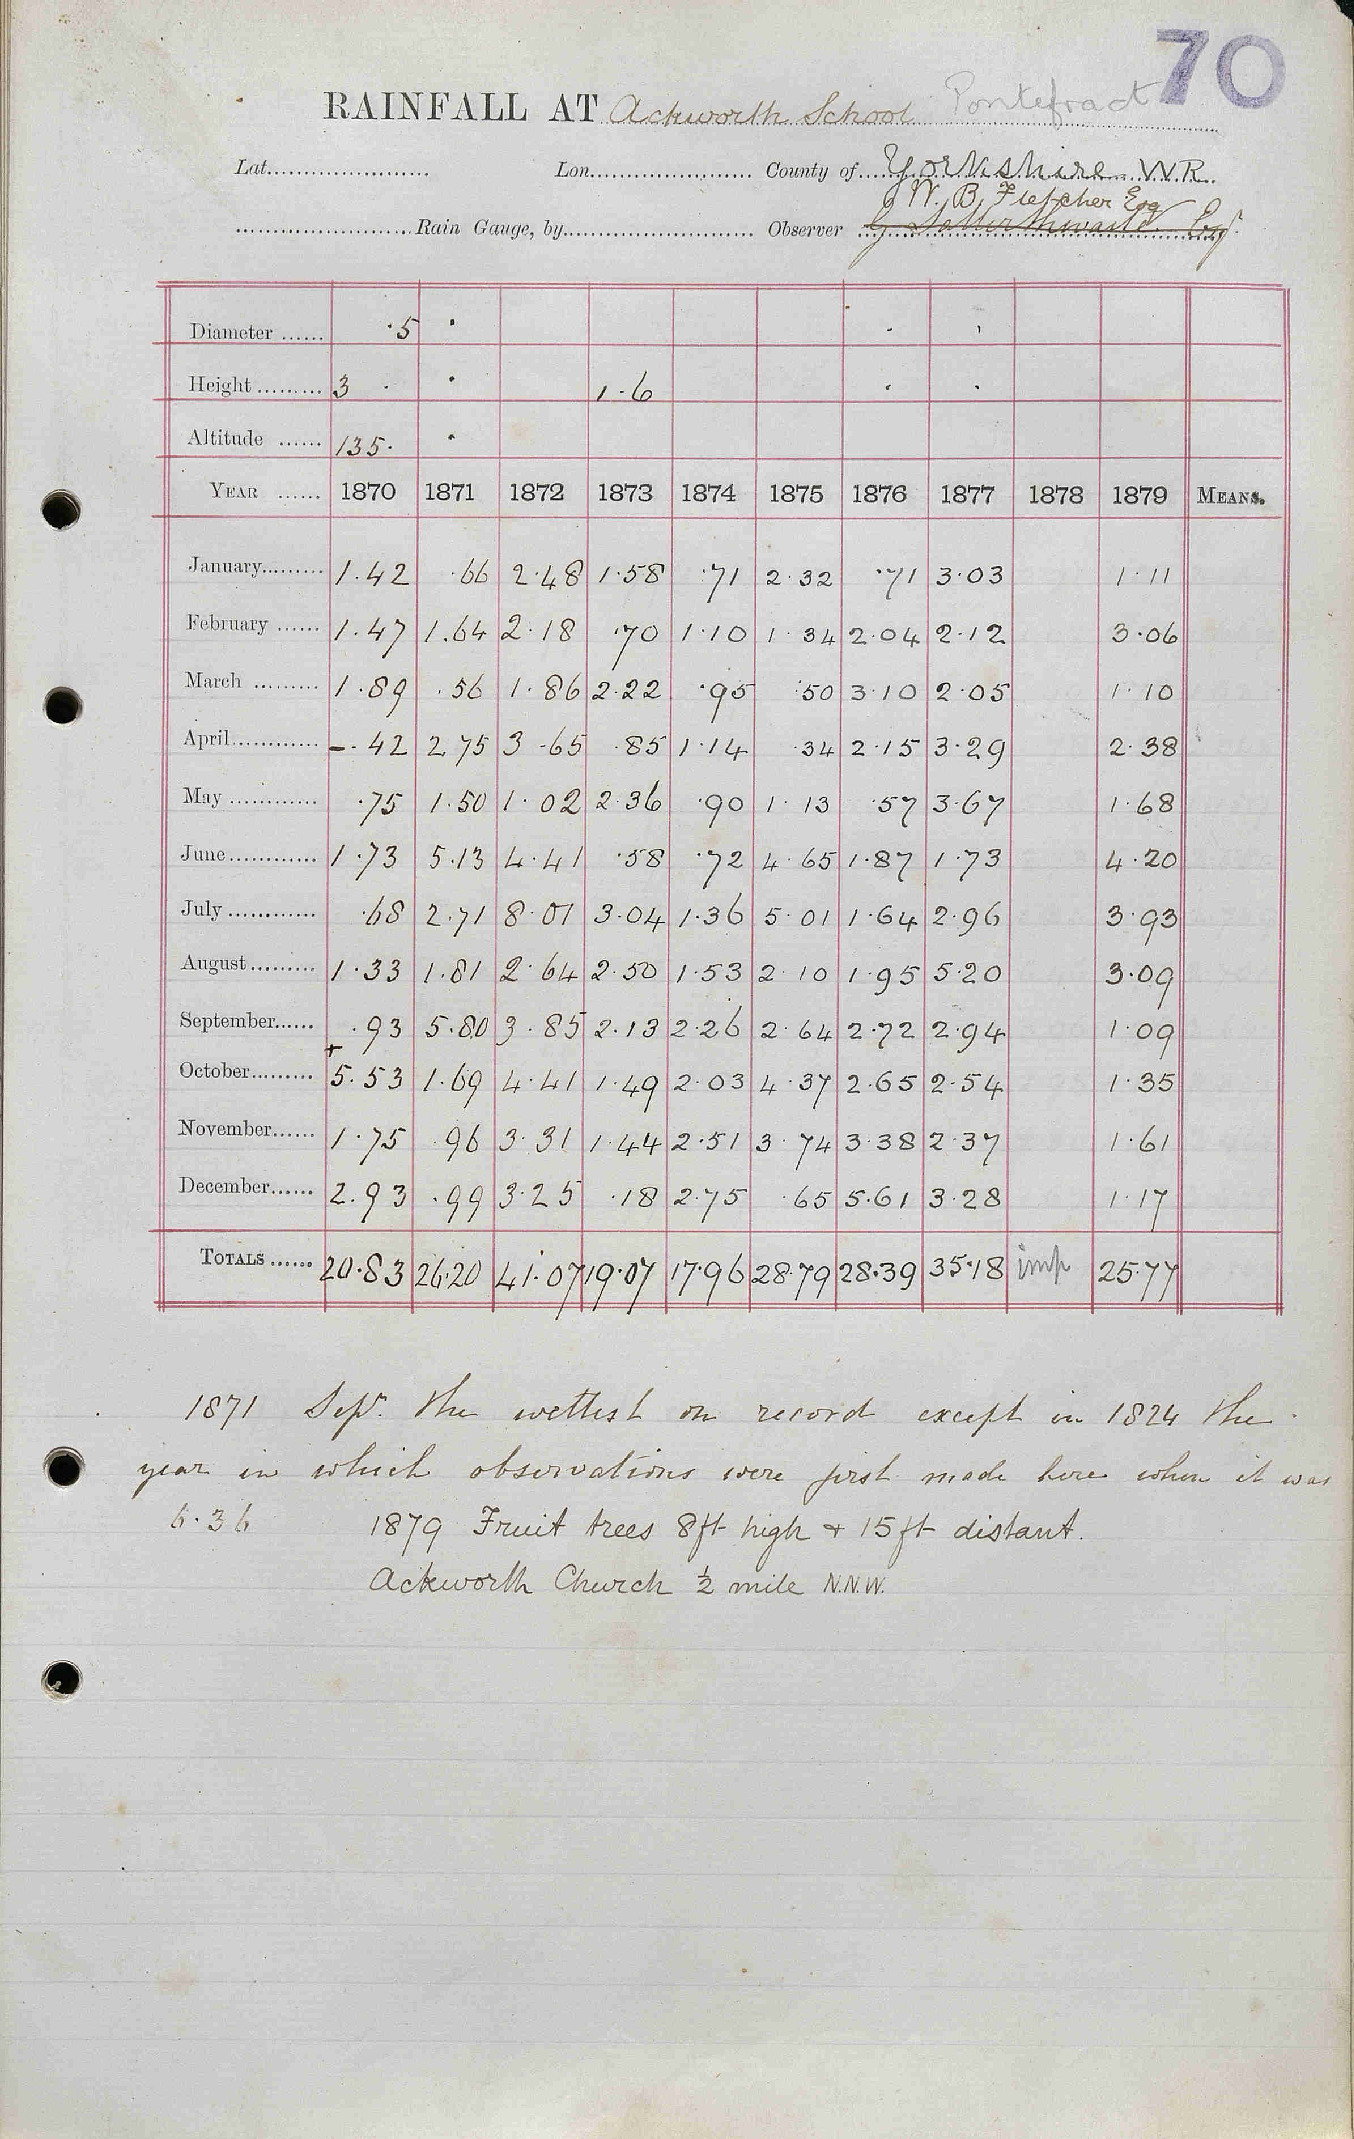 70
RAINFALL AT Ackworth School Pontefract
Lat. Lon. County of Yorkshire W.R.
W. B. Fletcher Esq
Rain Gauge, by Observer G. Satterthwaite Esqr.
Diameter ...... ·5
Height ......... 3 1·6
Altitude ...... 135·
YEAR ...... 1870 1871 1872 1873 1874 1875 1876 1877 1878 1879 MEANS.
January......... 1.42 .66 2.48 1.58 .71 2.32 .71 3.03 1.11
February ...... 1.47 1.64 2.18 .70 1.10 1.34 2.04 2.12 3.06
March ......... 1.89 .56 1.86 2.22 .95 .50 3.10 2.05 1.10
April............ –.42 2.75 3.65 .85 1.14 .34 2.15 3.29 2.38
May ............ .75 1.50 1.02 2.36 .90 1.13 .57 3.67 1.68
June............ 1.73 5.13 4.41 .58 .72 4.65 1.87 1.73 4.20
July ............ .68 2.71 8.01 3.04 1.36 5.01 1.64 2.96 3.93
August ......... 1.33 1.81 2.64 2.50 1.53 2.10 1.95 5.20 3.09
September...... .93 5.80 3.85 2.13 2.26 2.64 2.72 2.94 1.09
October......... +5.53 1.69 4.41 1.49 2.03 4.37 2.65 2.54 1.35
November...... 1.75 .96 3.31 1.44 2.51 3.74 3.38 2.37 1.61
December...... 2.93 .99 3.25 .18 2.75 .65 5.61 3.28 1.17
TOTALS ...... 20.83 26.20 41.07 19.07 17.96 28.79 28.39 35.18 imp 25.77
1871 Sepr. the wettest on record except in 1824 the
year in which observations were first made here when it was
6.36 1879 Fruit trees 8ft high + 15ft distant.
Ackworth Church ½ mile N.N.W.